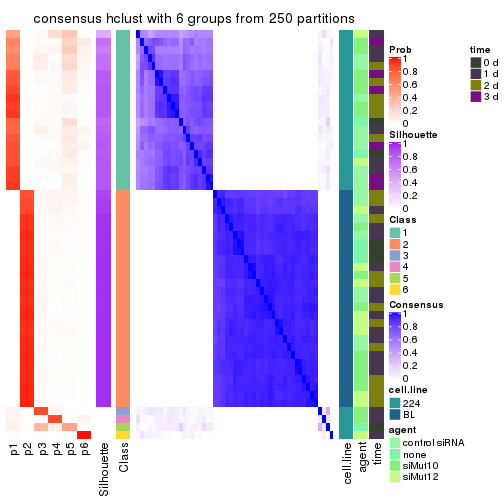 consensus hclust with 6 groups from 250 partitions
Prob
1
0.8
0.6
0.4
0.2
0
Silhouette
1
0.8
0.6
0.4
0.2
0
Class
1
2
3
4
5
6
Consensus
1
0.8
0.6
0.4
0.2
0
cell.line
224
BL
agent
control siRNA
none
siMut10
siMut12
time
0 d
1 d
2 d
3 d
p1
p2
p3
p4
p5
p6
Silhouette
Class
cell.line
agent
time